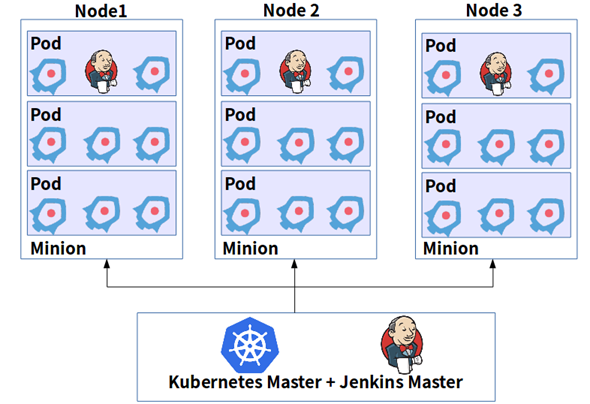 Node1
Pod
Pod
Pod
Minion
Node 2
Pod
Pod
Pod
Minion
Node 3
Pod
Pod
Pod
Minion
Kubernetes Master + Jenkins Master